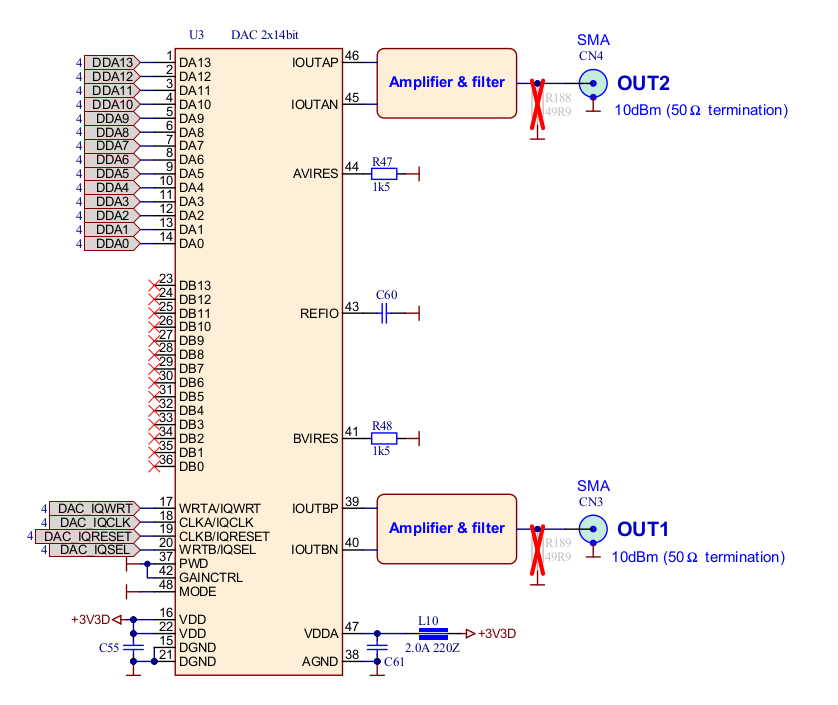 U3 DAC 2x14bit
SMA
CN4
OUT2
10dBm (50Ω termination)
R188
49R9
Amplifier & filter
4 DDA13 1 DA13
4 DDA12 2 DA12
4 DDA11 3 DA11
4 DDA10 4 DA10
4 DDA9 5 DA9
4 DDA8 6 DA8
4 DDA7 7 DA7
4 DDA6 8 DA6
4 DDA5 9 DA5
4 DDA4 10 DA4
4 DDA3 11 DA3
4 DDA2 12 DA2
4 DDA1 13 DA1
4 DDA0 14 DA0
IOUTAP 46
IOUTAN 45
AVIRES 44 R47
1k5
23 DB13
24 DB12
25 DB11
26 DB10
27 DB9
28 DB8
29 DB7
30 DB6
31 DB5
32 DB4
33 DB3
34 DB2
35 DB1
36 DB0
REFIO 43 C60
BVIRES 41 R48
1k5
4 DAC_IQWRT 17 WRTA/IQWRT
4 DAC_IQCLK 18 CLKA/IQCLK
4 DAC_IQRESET 19 CLKB/IQRESET
4 DAC_IQSEL 20 WRTB/IQSEL
37 PWD
42 GAINCTRL
48 MODE
IOUTBP 39
IOUTBN 40
Amplifier & filter
SMA
CN3
OUT1
10dBm (50Ω termination)
R189
49R9
+3V3D 16 VDD
22 VDD
C55 15 DGND
21 DGND
VDDA 47 L10 +3V3D
2.0A 220Z
AGND 38 C61